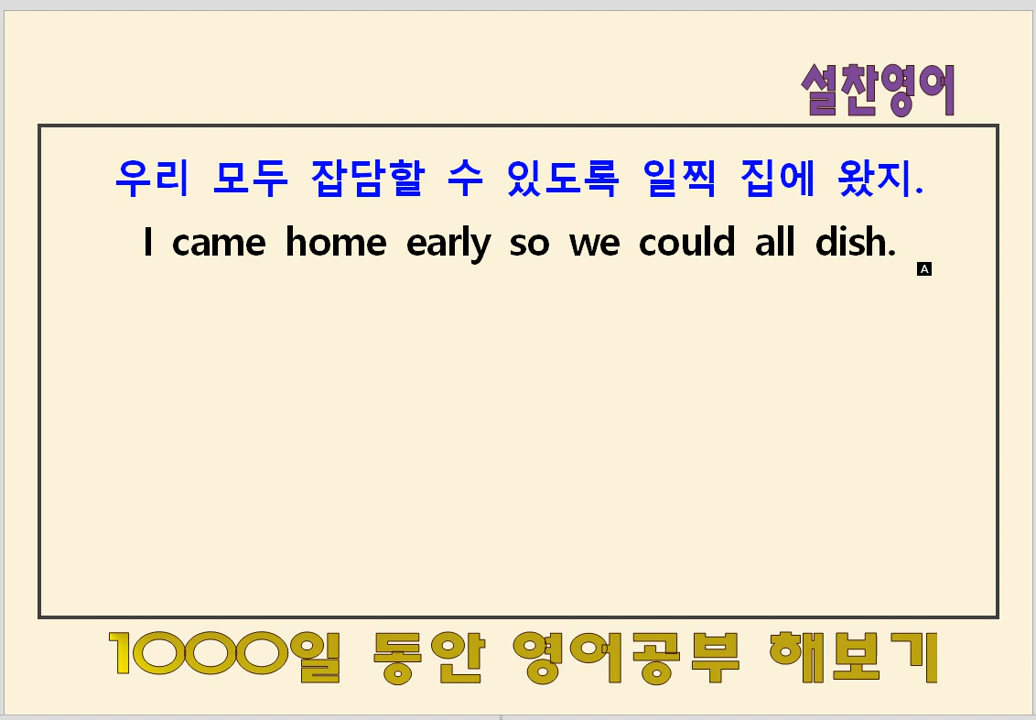 설찬영어
우리 모두 잡담할 수 있도록 일찍 집에 왔지.
I came home early so we could all dish.
A
1000일 동안 영어공부 해보기